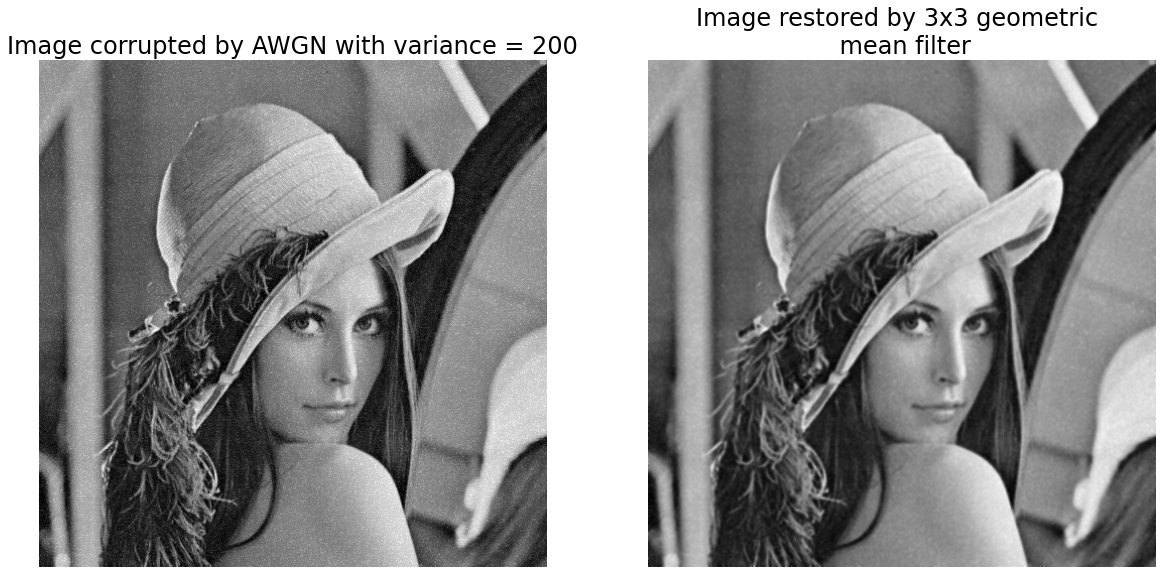 Image corrupted by AWGN with variance = 200
Image restored by 3x3 geometric
mean filter